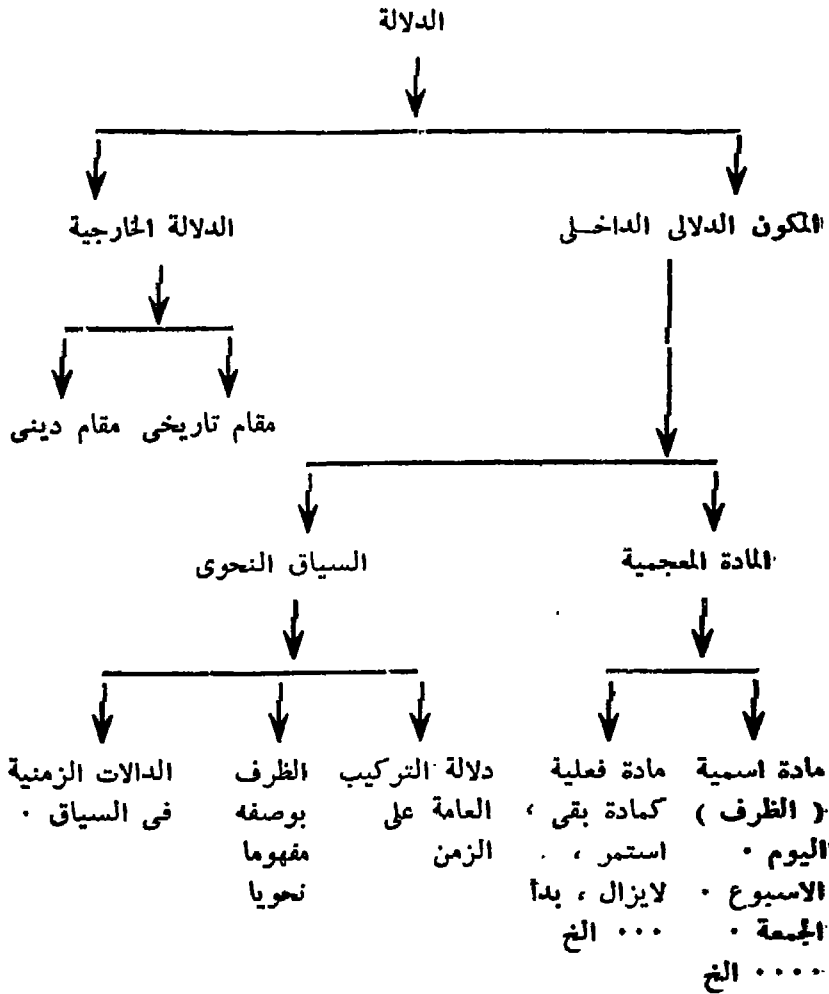 الدلالة
المكون الدلالى الداخلى
الدلالة الخارجية
مقام تاريخى
مقام دينى
المادة المعجمية
السياق النحوى
مادة اسمية
( الظرف )
اليوم .
الاسبوع .
الجمعة .
.... الخ
مادة فعلية
كمادة بقى ،
استمر ، .
لايزال ، بدأ
... الخ
دلالة التركيب
العامة على
الزمن
الظرف
بوصفه
مفهوما
نحويا
الدالات الزمنية
فى السياق .